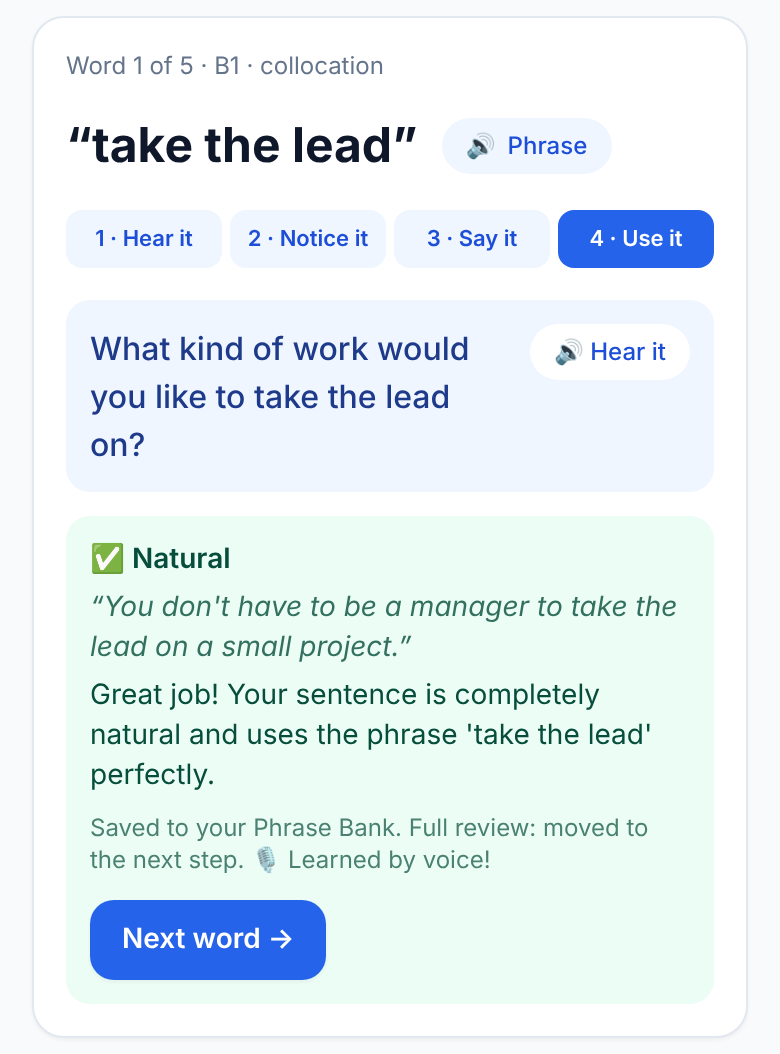 Word 1 of 5 · B1 · collocation
“take the lead”
🔊 Phrase
1 · Hear it
2 · Notice it
3 · Say it
4 · Use it
What kind of work would
you like to take the lead
on?
🔊 Hear it
✅ Natural
“You don't have to be a manager to take the
lead on a small project.”
Great job! Your sentence is completely
natural and uses the phrase 'take the lead'
perfectly.
Saved to your Phrase Bank. Full review: moved to
the next step. 🎙️ Learned by voice!
Next word →